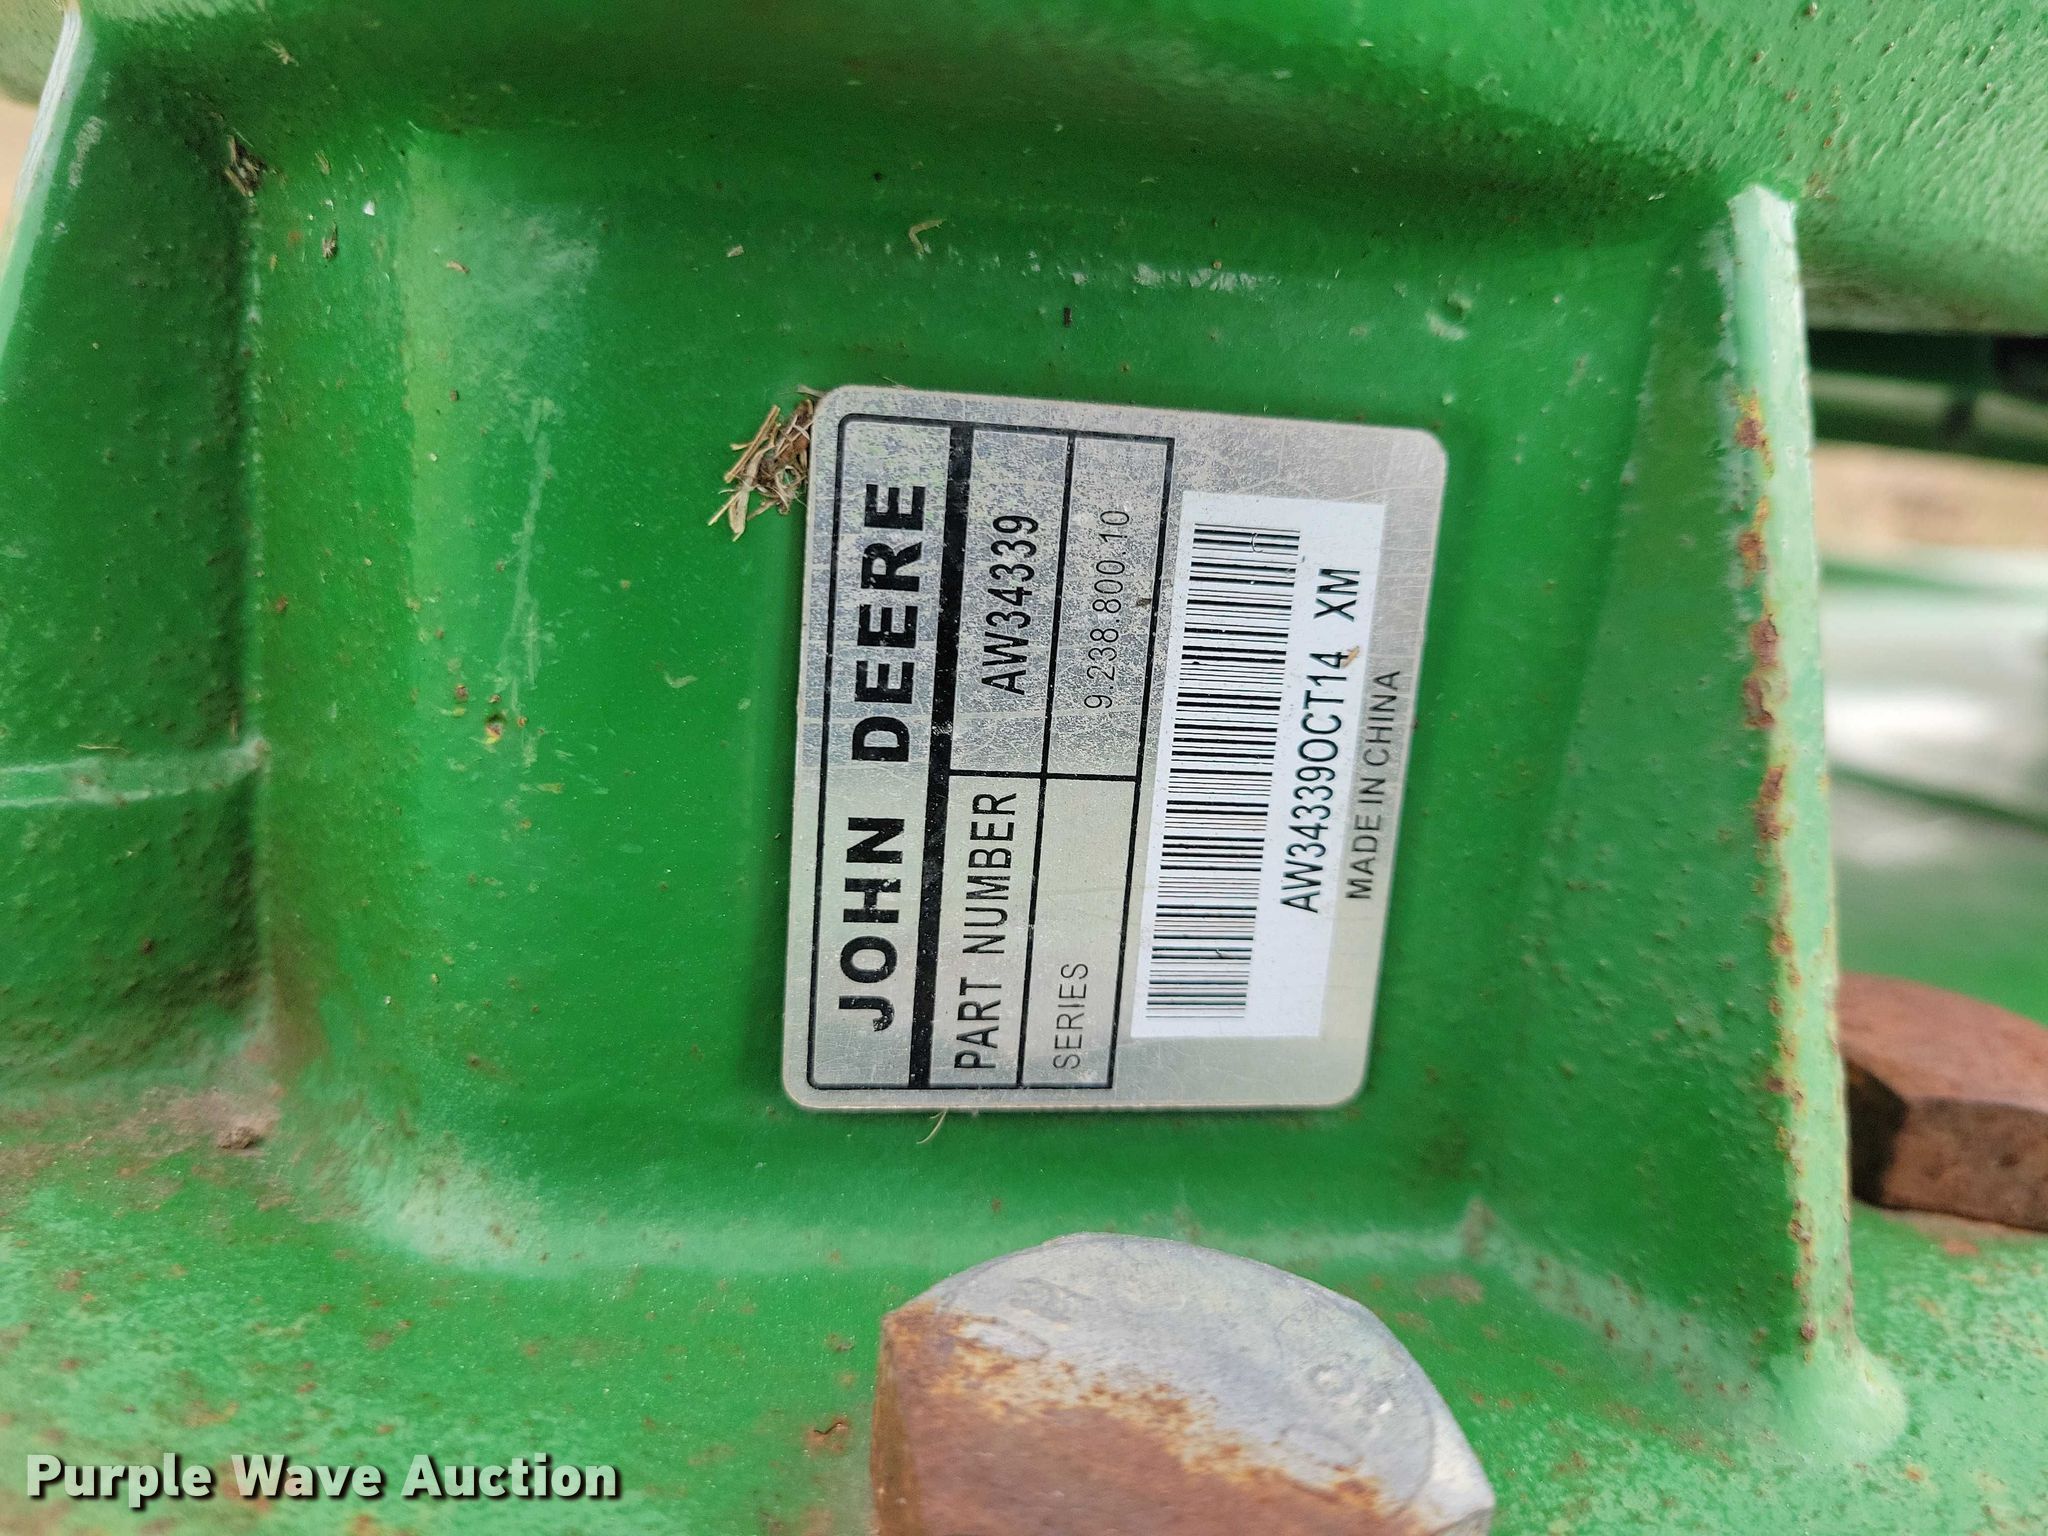 JOHN DEERE
PART NUMBER AW34339
SERIES 9.238.800.10
AW34339OCT14 XM
MADE IN CHINA
Purple Wave Auction